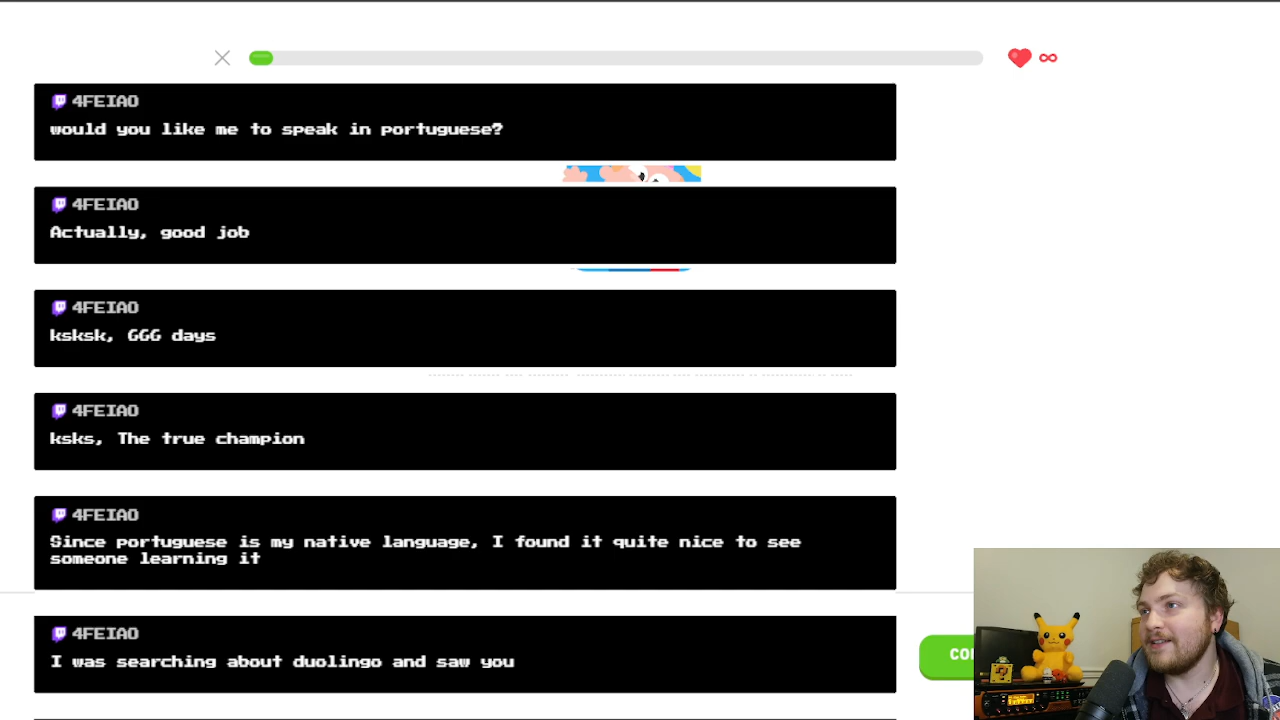 4FEIAO
would you like me to speak in portuguese?
4FEIAO
Actually, good job
4FEIAO
ksksk, GGG days
4FEIAO
ksks, The true champion
4FEIAO
Since portuguese is my native language, I found it quite nice to see
someone learning it
4FEIAO
I was searching about duolingo and saw you